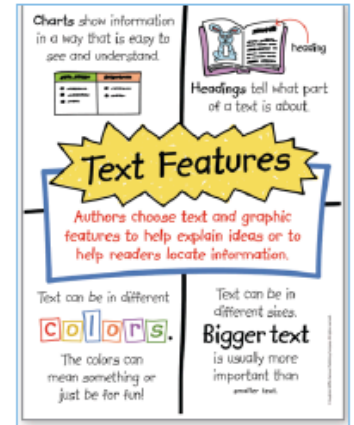 Charts show information
in a way that is easy to
see and understand.
heading
Headings tell what part
of a text is about.
Text Features
Authors choose text and graphic
features to help explain ideas or to
help readers locate information.
Text can be in different
colors.
The colors can
mean something or
just be for fun!
Text can be in
different sizes.
Bigger text
is usually more
important than
smaller text.